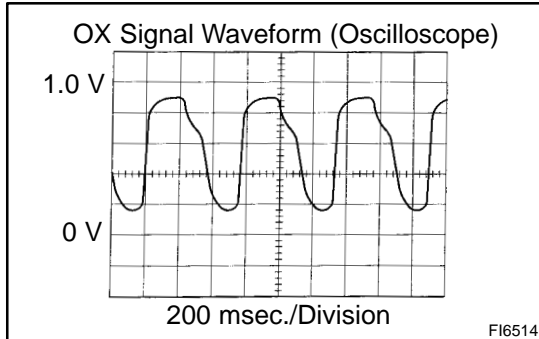 OX Signal Waveform (Oscilloscope)
1.0 V
0 V
200 msec./Division
FI6514